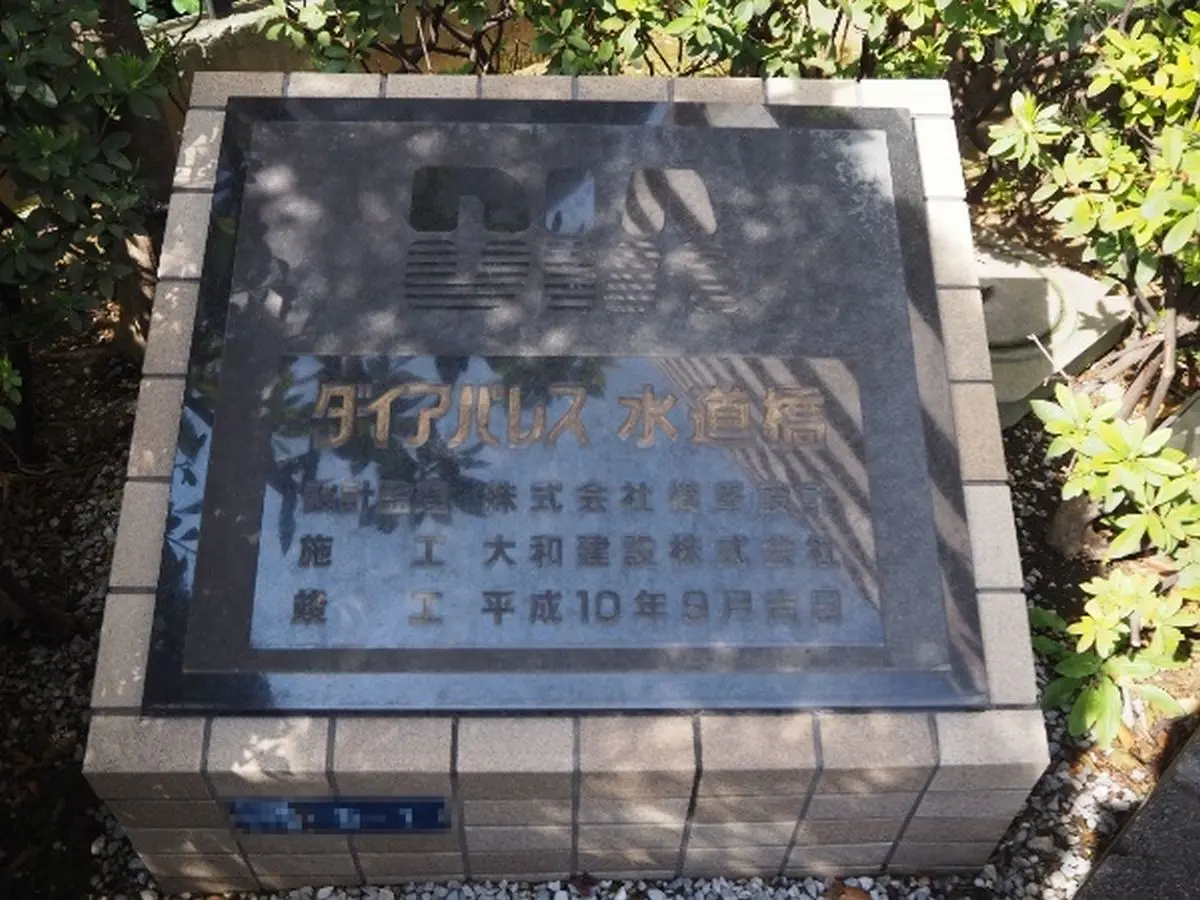 DIA
ダイアパレス 水道橋
設計監理 株式会社
施 工 大和建設株式会社
竣 工 平成10年9月吉日